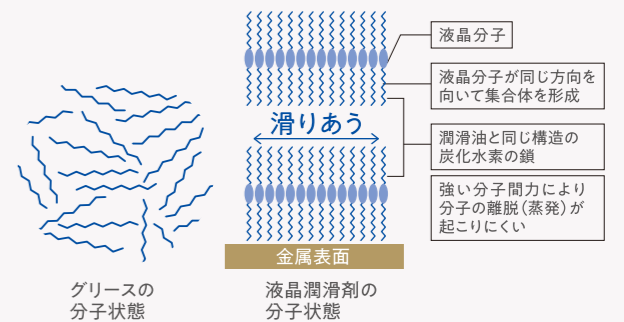 液晶分子
液晶分子が同じ方向を
向いて集合体を形成
滑りあう
潤滑油と同じ構造の
炭化水素の鎖
強い分子間力により
分子の離脱（蒸発）が
起こりにくい
金属表面
グリースの
分子状態
液晶潤滑剤の
分子状態